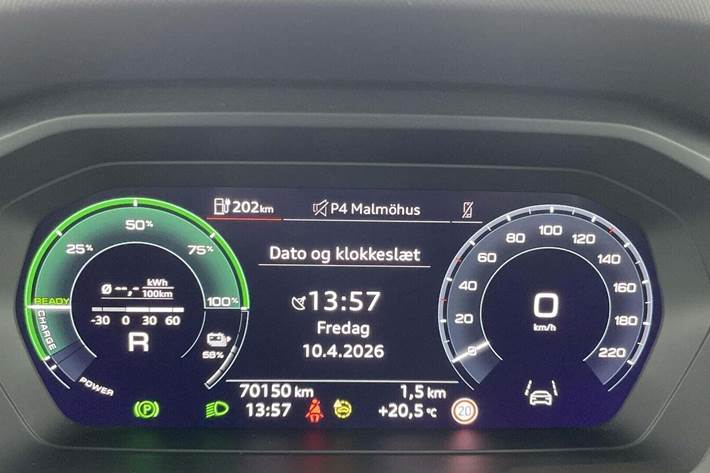 202km
P4 Malmöhus
Dato og klokkeslæt
13:57
Fredag
10.4.2026
25%
50%
75%
100%
READY
CHARGE
POWER
Ø --,- kWh
100km
-30 0 30 60
R
58%
0
20
40
60
80
100
120
140
160
180
220
0
km/h
70150 km
1,5 km
13:57
+20,5 °C
P
20